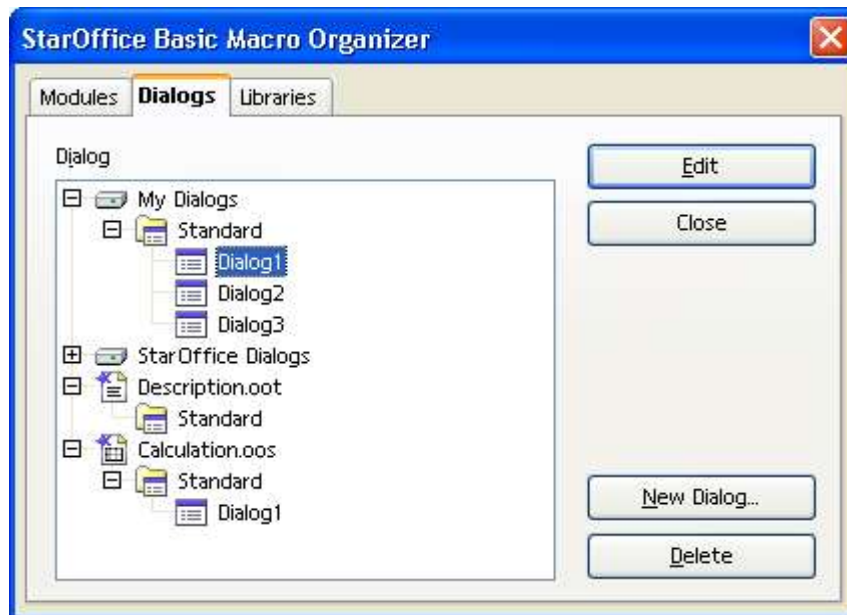 StarOffice Basic Macro Organizer
Modules Dialogs Libraries
Dialog
Edit
Close
My Dialogs
Standard
Dialog1
Dialog2
Dialog3
StarOffice Dialogs
Description.oot
Standard
Calculation.oos
Standard
Dialog1
New Dialog...
Delete